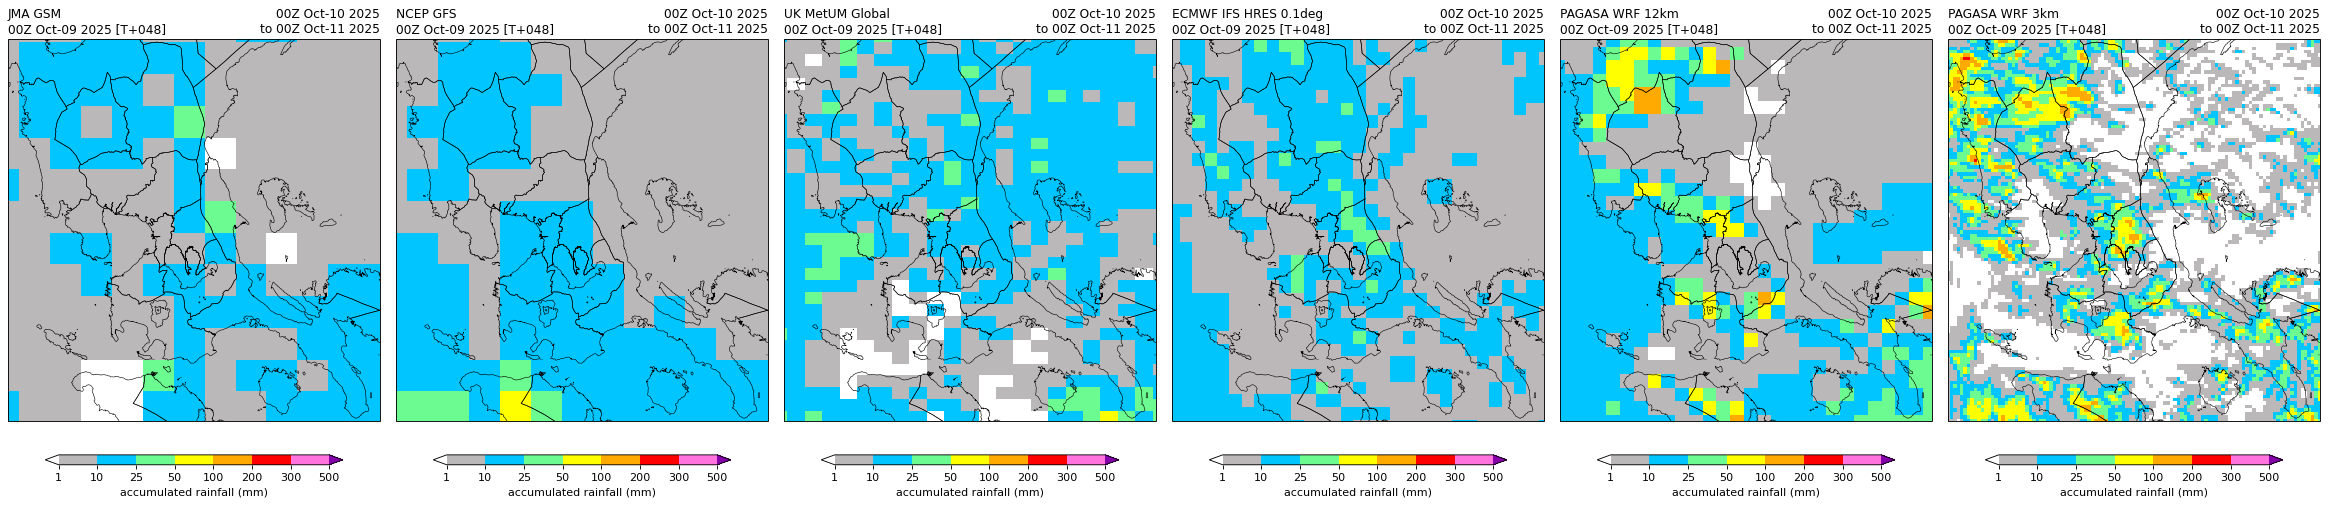 JMA GSM 00Z Oct-10 2025
00Z Oct-09 2025 [T+048] to 00Z Oct-11 2025
NCEP GFS 00Z Oct-10 2025
00Z Oct-09 2025 [T+048] to 00Z Oct-11 2025
UK MetUM Global 00Z Oct-10 2025
00Z Oct-09 2025 [T+048] to 00Z Oct-11 2025
ECMWF IFS HRES 0.1deg 00Z Oct-10 2025
00Z Oct-09 2025 [T+048] to 00Z Oct-11 2025
PAGASA WRF 12km 00Z Oct-10 2025
00Z Oct-09 2025 [T+048] to 00Z Oct-11 2025
PAGASA WRF 3km 00Z Oct-10 2025
00Z Oct-09 2025 [T+048] to 00Z Oct-11 2025
1 10 25 50 100 200 300 500
accumulated rainfall (mm)
1 10 25 50 100 200 300 500
accumulated rainfall (mm)
1 10 25 50 100 200 300 500
accumulated rainfall (mm)
1 10 25 50 100 200 300 500
accumulated rainfall (mm)
1 10 25 50 100 200 300 500
accumulated rainfall (mm)
1 10 25 50 100 200 300 500
accumulated rainfall (mm)